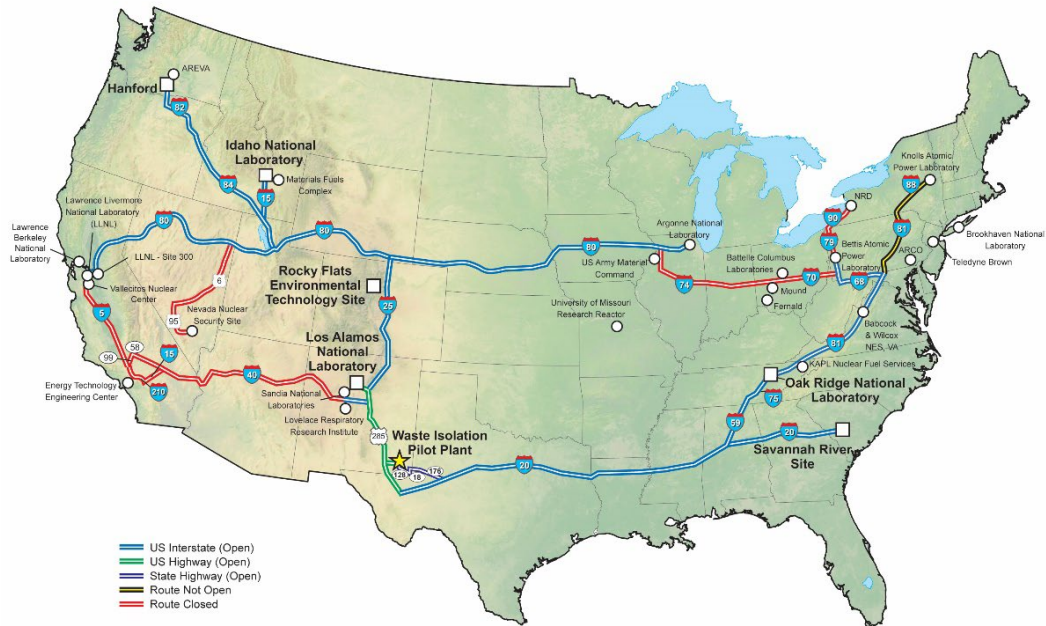 AREVA
Hanford
82
Idaho National
Laboratory
Materials Fuels
Complex
84
15
Lawrence Livermore
National Laboratory
(LLNL)
80
80
Lawrence
Berkeley
National
Laboratory
LLNL - Site 300
Vallecitos Nuclear
Center
6
Rocky Flats
Environmental
Technology Site
25
95
Nevada Nuclear
Security Site
5
58
99
15
210
Energy Technology
Engineering Center
40
Los Alamos
National
Laboratory
Sandia National
Laboratories
Lovelace Respiratory
Research Institute
285
Waste Isolation
Pilot Plant
128
18
176
20
Argonne National
Laboratory
80
US Army Material
Command
74
Battelle Columbus
Laboratories
Mound
Fernald
70
University of Missouri
Research Reactor
Knolls Atomic
Power Laboratory
88
NRD
90
79
81
Bettis Atomic
Power
Laboratory
68
ARCO
Brookhaven National
Laboratory
Teledyne Brown
Babcock
& Wilcox
NES, VA
81
KAPL Nuclear Fuel Services
Oak Ridge National
Laboratory
75
59
20
Savannah River
Site
US Interstate (Open)
US Highway (Open)
State Highway (Open)
Route Not Open
Route Closed